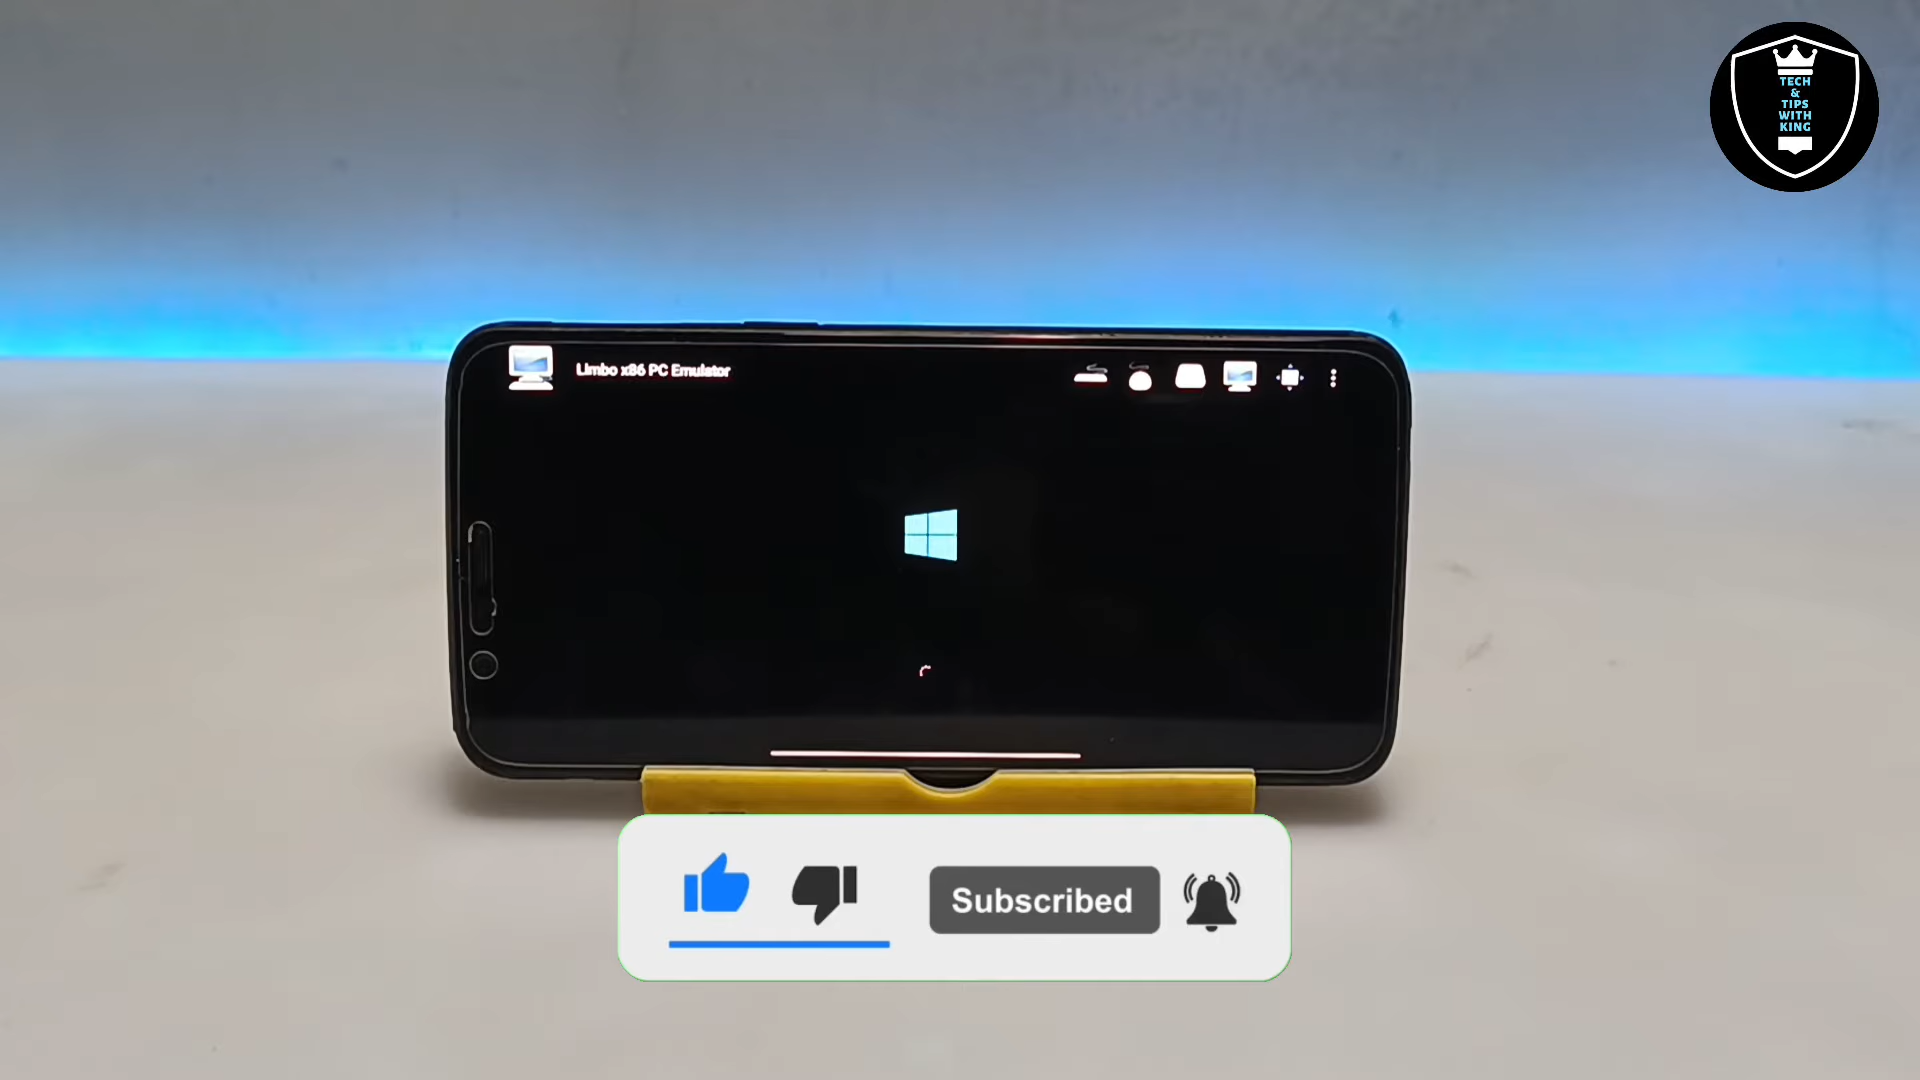 TECH
&
TIPS
WITH
KING
Limbo x86 PC Emulator
Subscribed